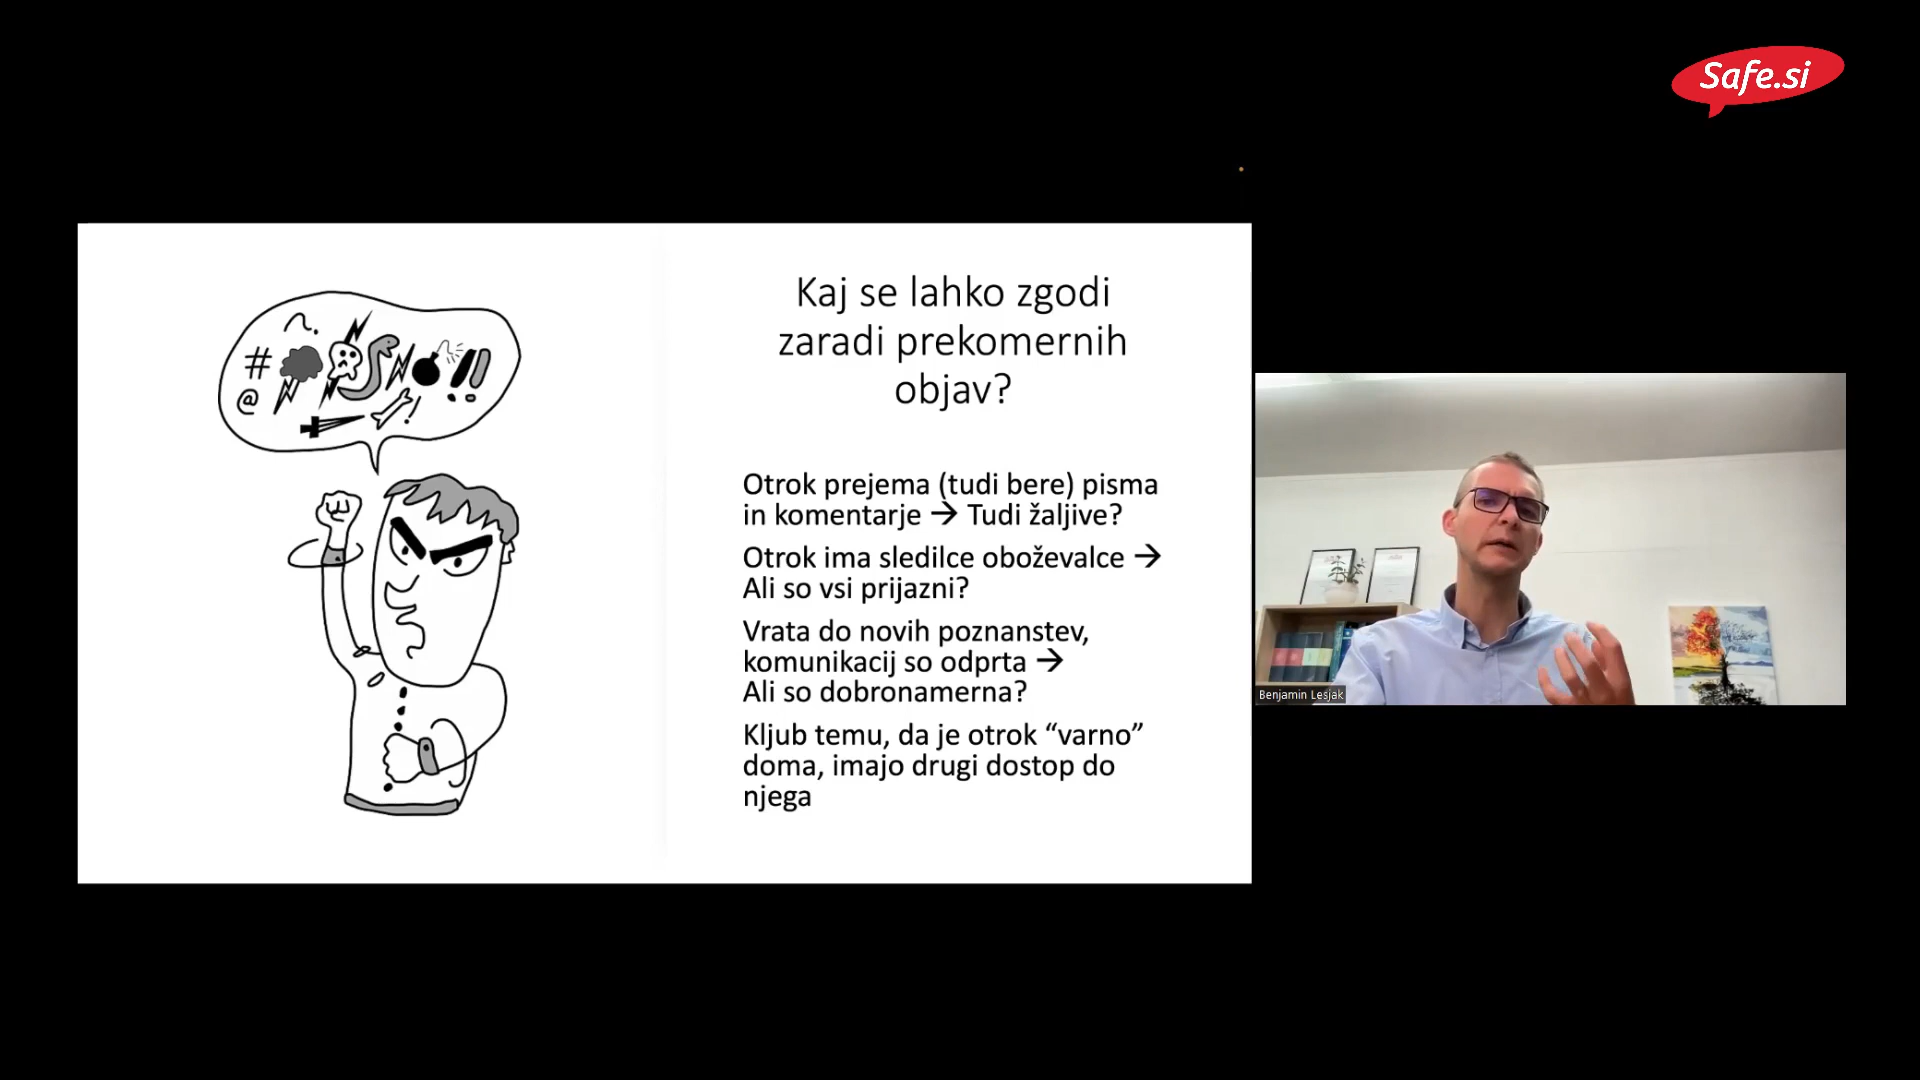 Safe.si
# @
Kaj se lahko zgodi
zaradi prekomernih
objav?
Otrok prejema (tudi bere) pisma
in komentarje → Tudi žaljive?
Otrok ima sledilce oboževalce →
Ali so vsi prijazni?
Vrata do novih poznanstev,
komunikacij so odprta →
Ali so dobronamerna?
Kljub temu, da je otrok “varno”
doma, imajo drugi dostop do
njega
Benjamin Lesjak